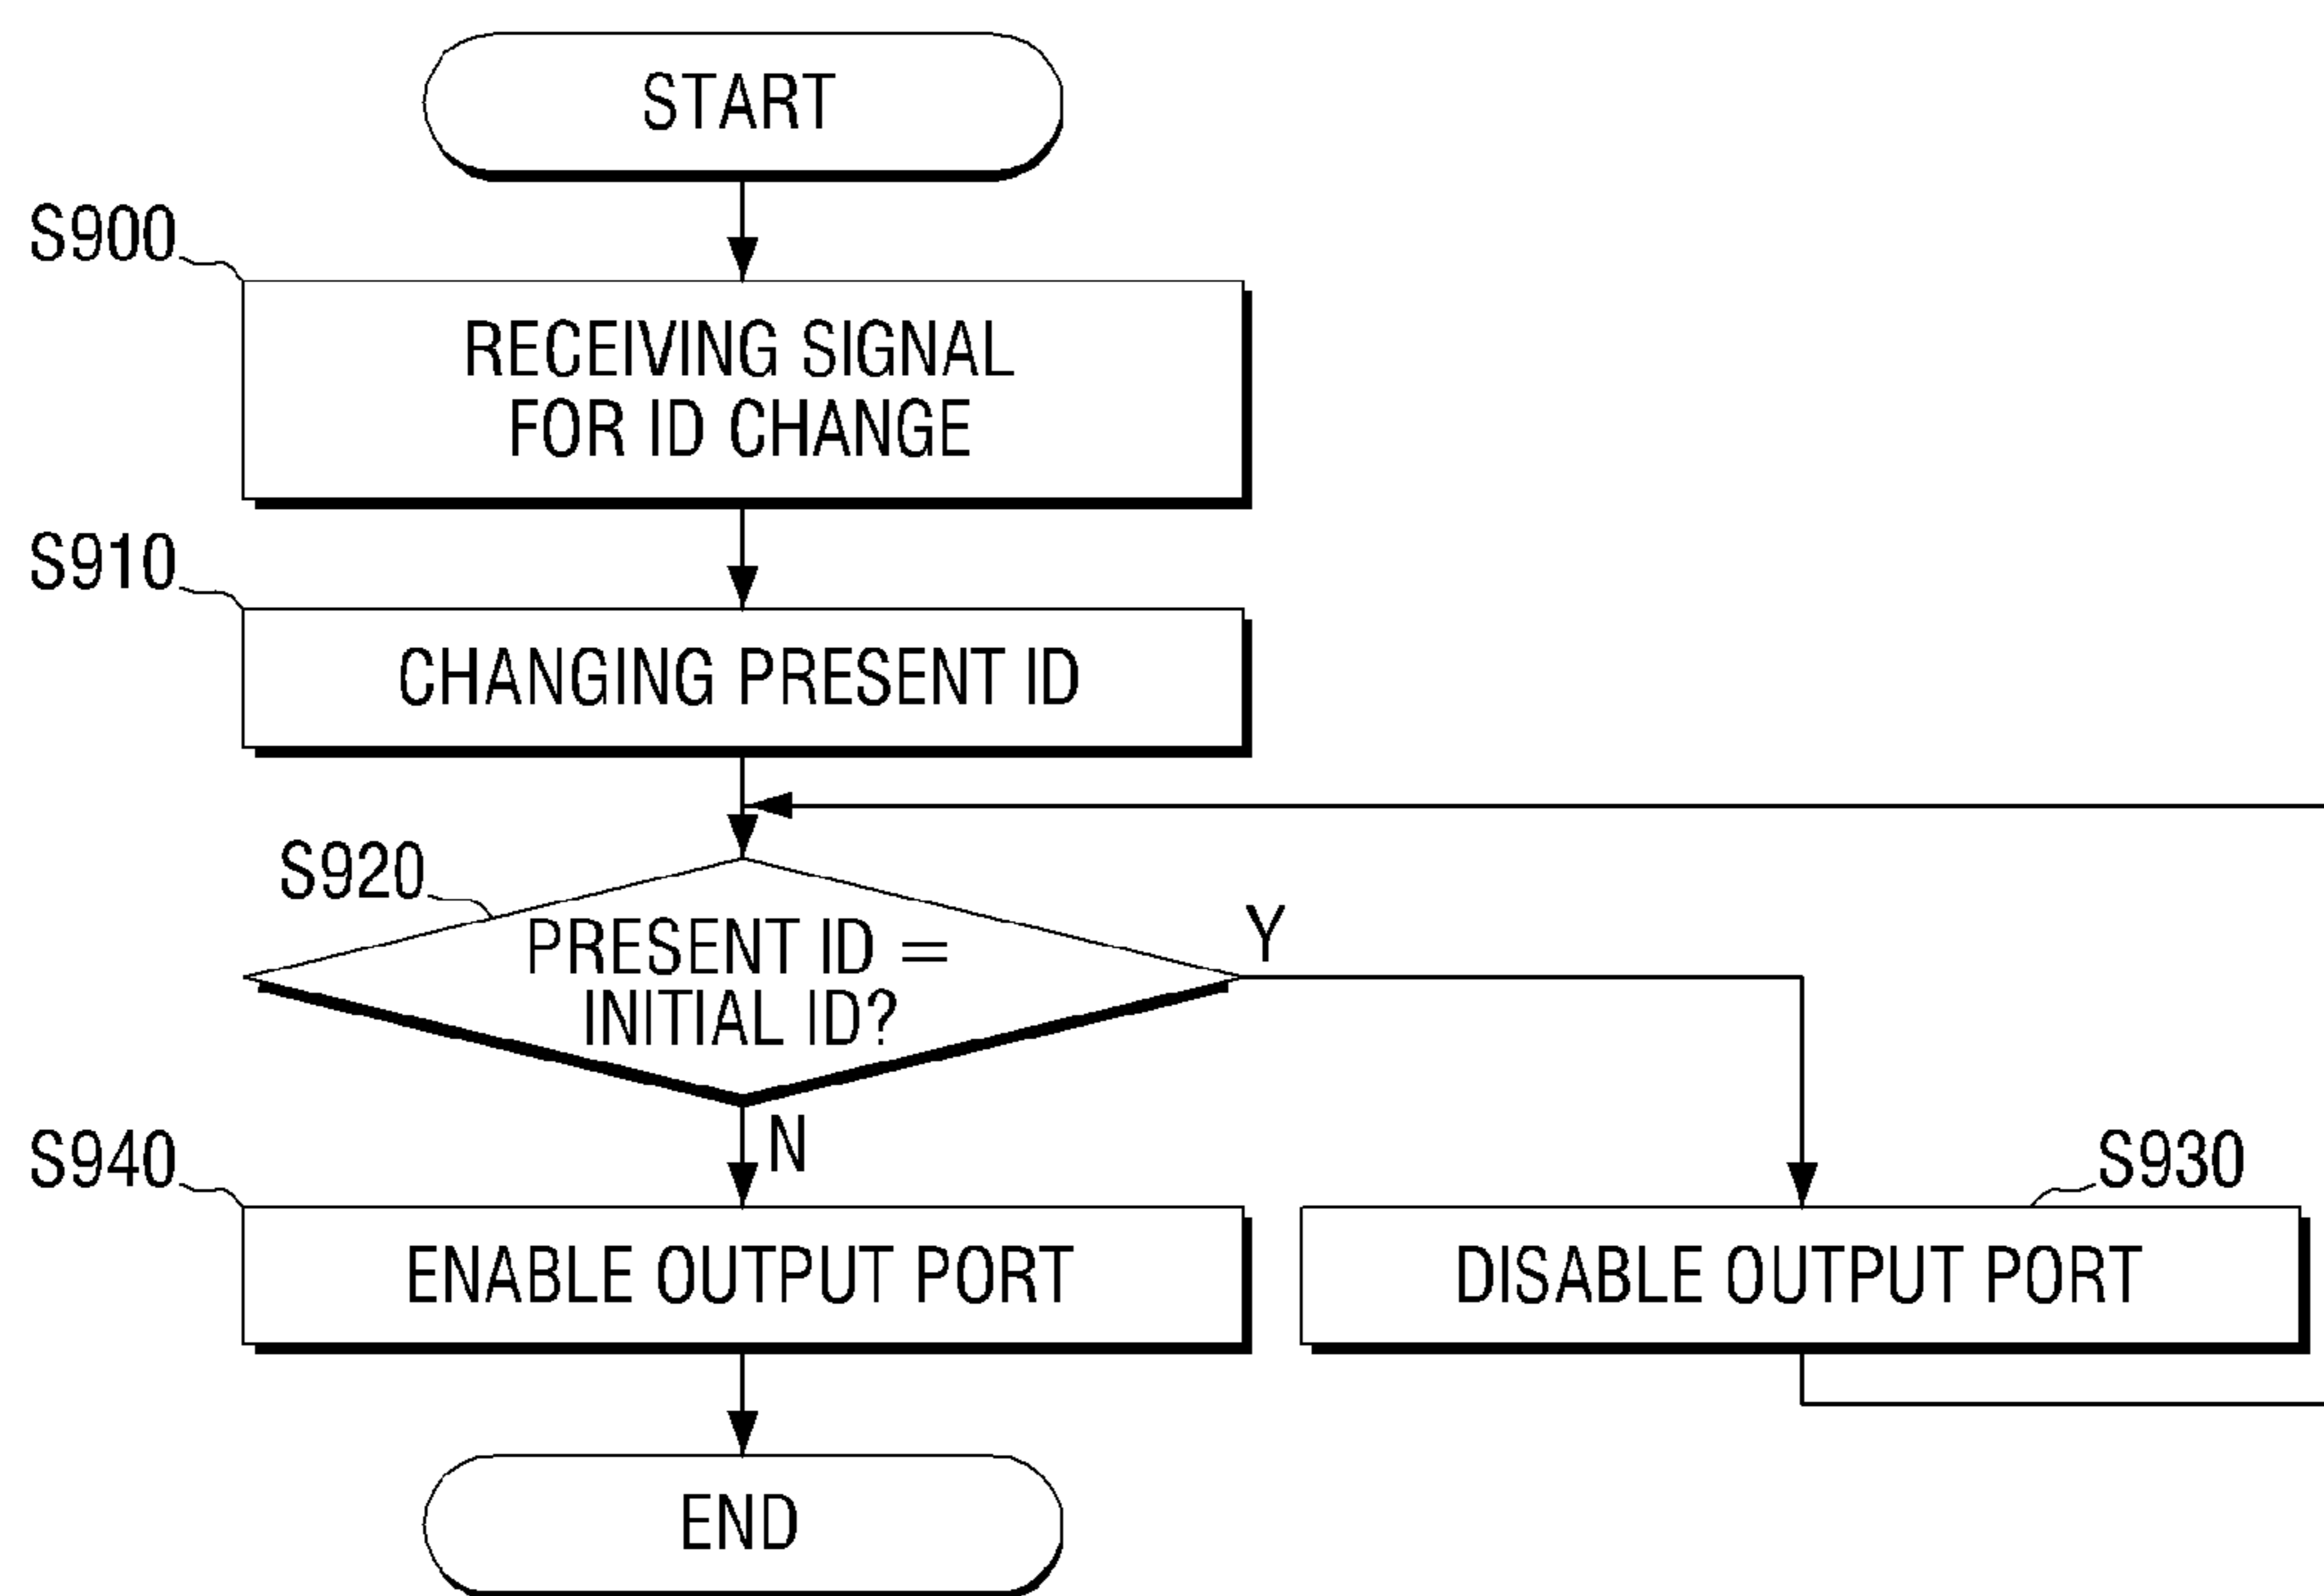 START
S900
RECEIVING SIGNAL
FOR ID CHANGE
S910
CHANGING PRESENT ID
S920
PRESENT ID =
INITIAL ID?
Y
N
S940
ENABLE OUTPUT PORT
S930
DISABLE OUTPUT PORT
END